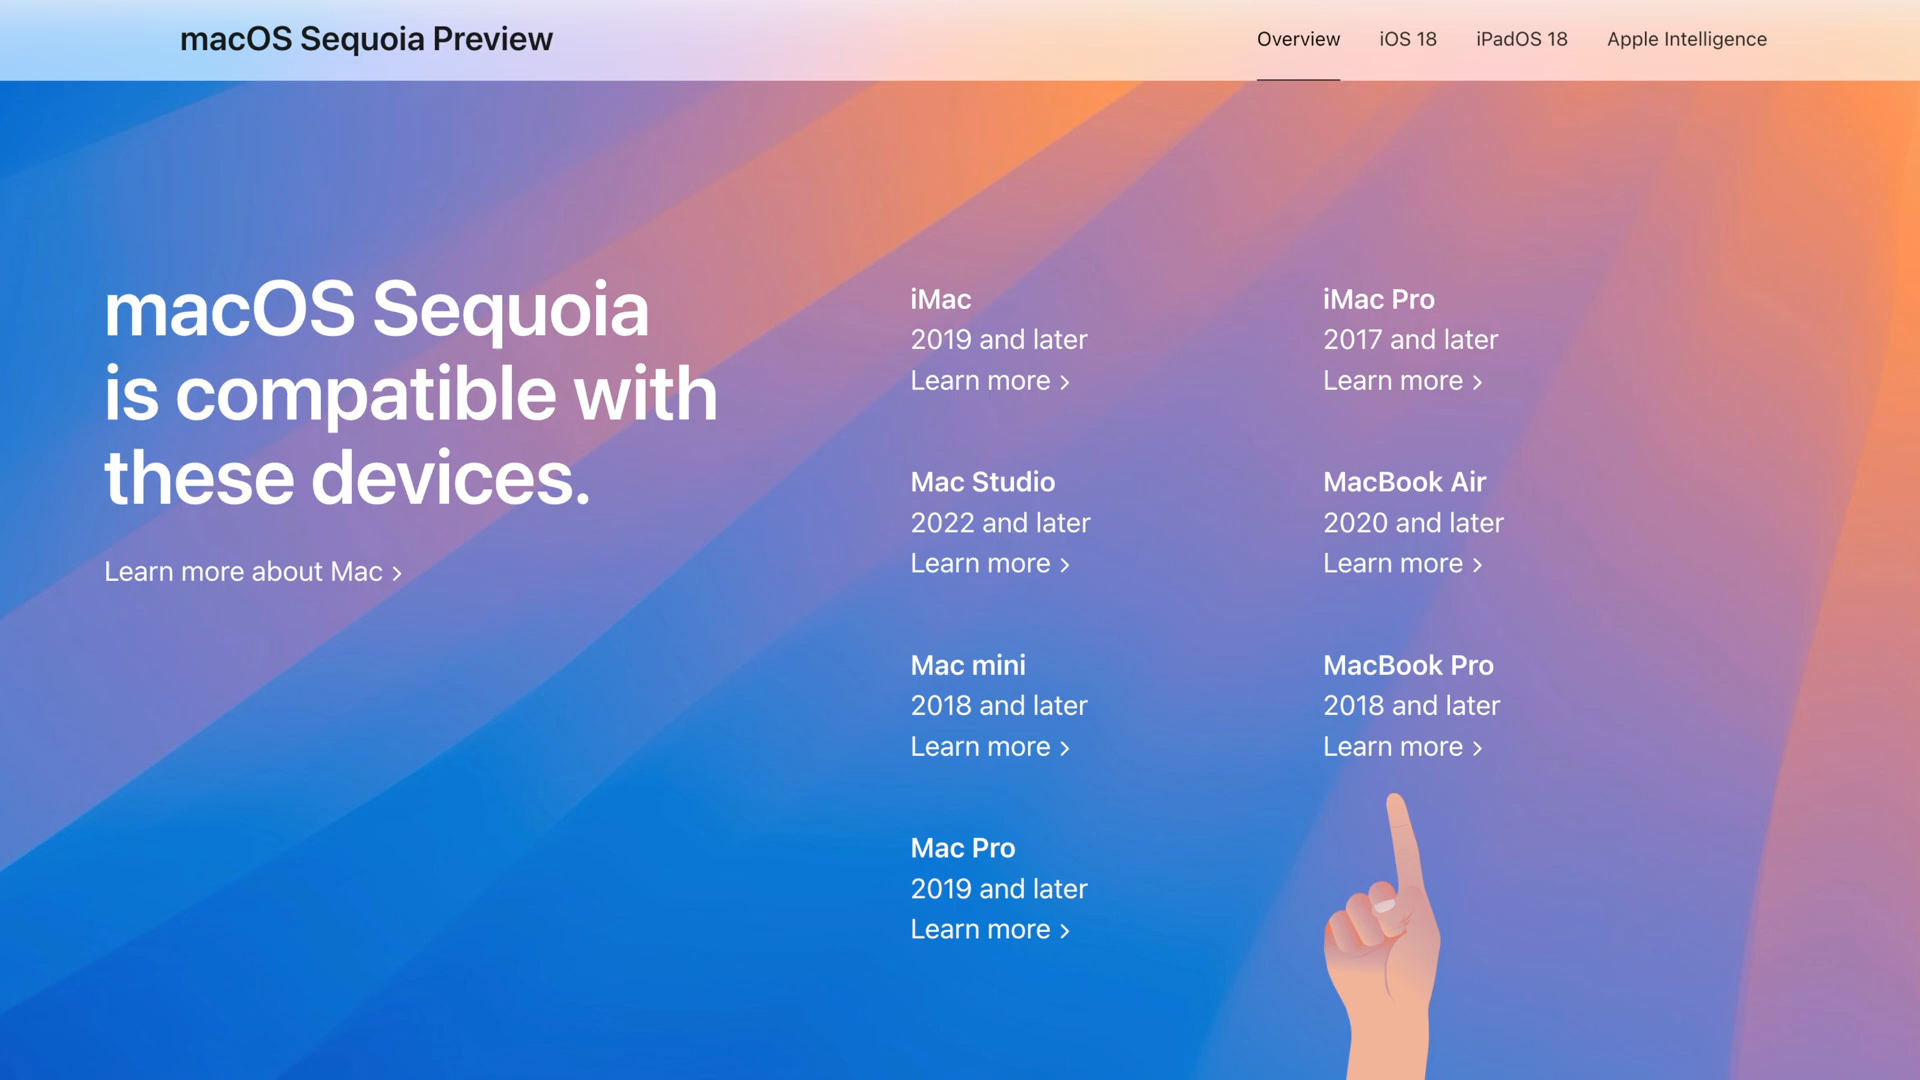 macOS Sequoia Preview
Overview
iOS 18
iPadOS 18
Apple Intelligence
macOS Sequoia
is compatible with
these devices.
Learn more about Mac >
iMac
2019 and later
Learn more >
iMac Pro
2017 and later
Learn more >
Mac Studio
2022 and later
Learn more >
MacBook Air
2020 and later
Learn more >
Mac mini
2018 and later
Learn more >
MacBook Pro
2018 and later
Learn more >
Mac Pro
2019 and later
Learn more >